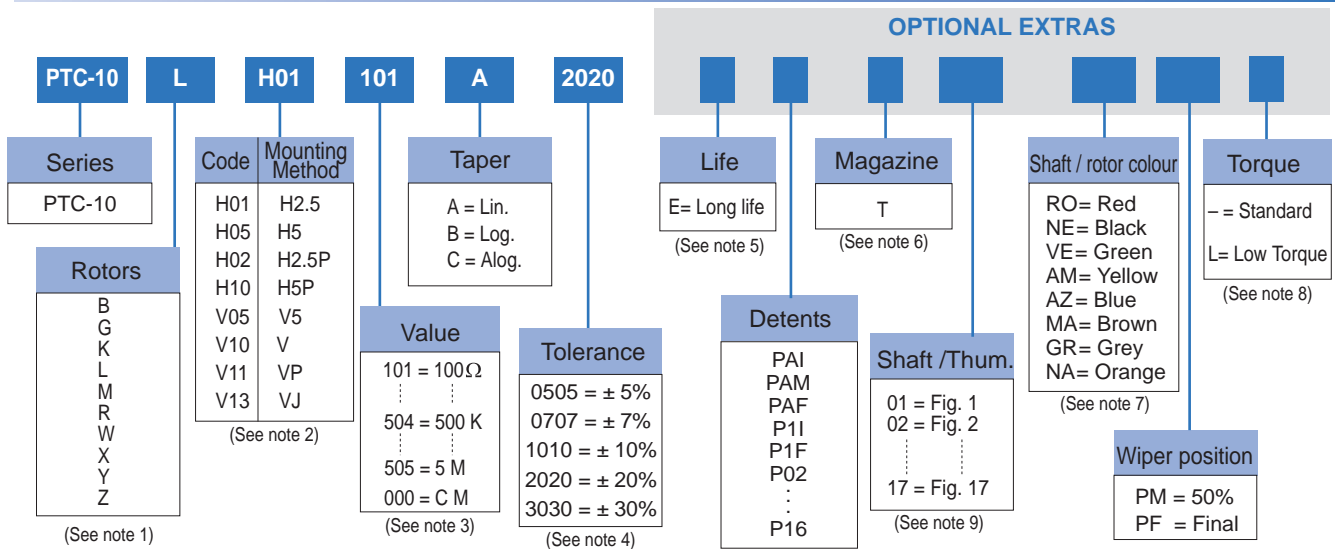 OPTIONAL EXTRAS
PTC-10 L H01 101 A 2020
Series
PTC-10
Rotors
B
G
K
L
M
R
W
X
Y
Z
(See note 1)
Code Mounting Method
H01 H2.5
H05 H5
H02 H2.5P
H10 H5P
V05 V5
V10 V
V11 VP
V13 VJ
(See note 2)
Value
101 = 100Ω
504 = 500 K
505 = 5 M
000 = C M
(See note 3)
Taper
A = Lin.
B = Log.
C = Alog.
Tolerance
0505 = ± 5%
0707 = ± 7%
1010 = ± 10%
2020 = ± 20%
3030 = ± 30%
(See note 4)
Life
E= Long life
(See note 5)
Detents
PAI
PAM
PAF
P1I
P1F
P02
:
P16
Magazine
T
(See note 6)
Shaft /Thum.
01 = Fig. 1
02 = Fig. 2
17 = Fig. 17
(See note 9)
Shaft / rotor colour
RO= Red
NE= Black
VE= Green
AM= Yellow
AZ= Blue
MA= Brown
GR= Grey
NA= Orange
(See note 7)
Wiper position
PM = 50%
PF = Final
Torque
– = Standard
L= Low Torque
(See note 8)